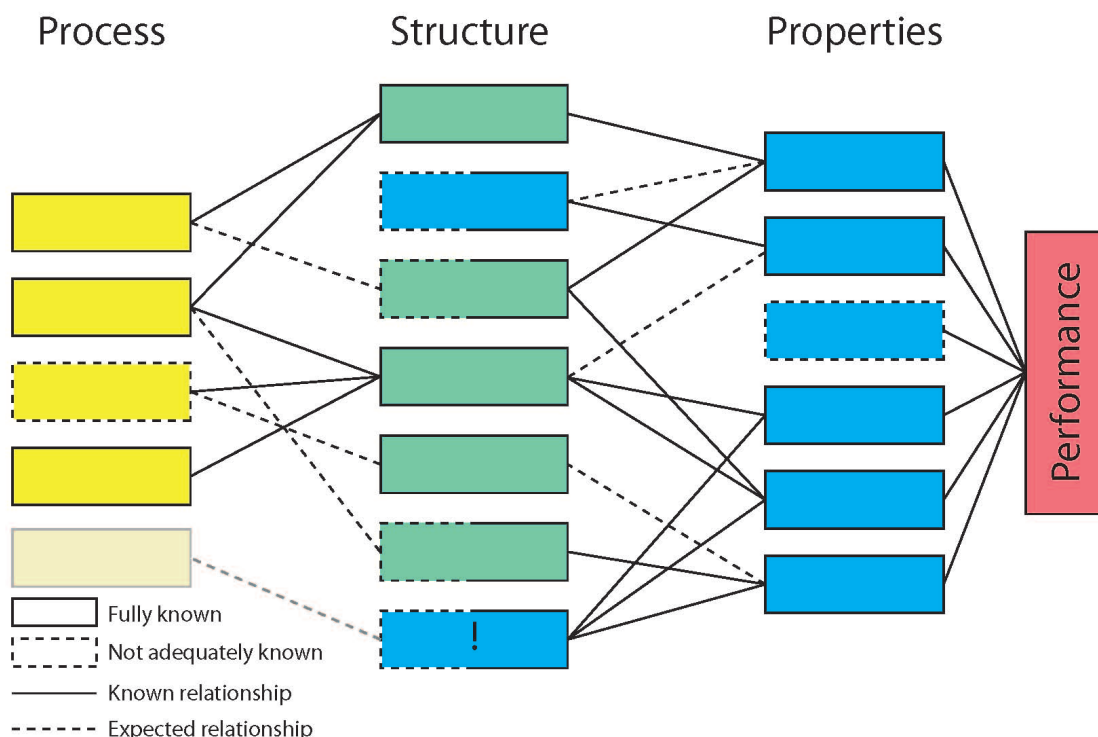 Process
Structure
Properties
Performance
!
Fully known
Not adequately known
Known relationship
Expected relationship